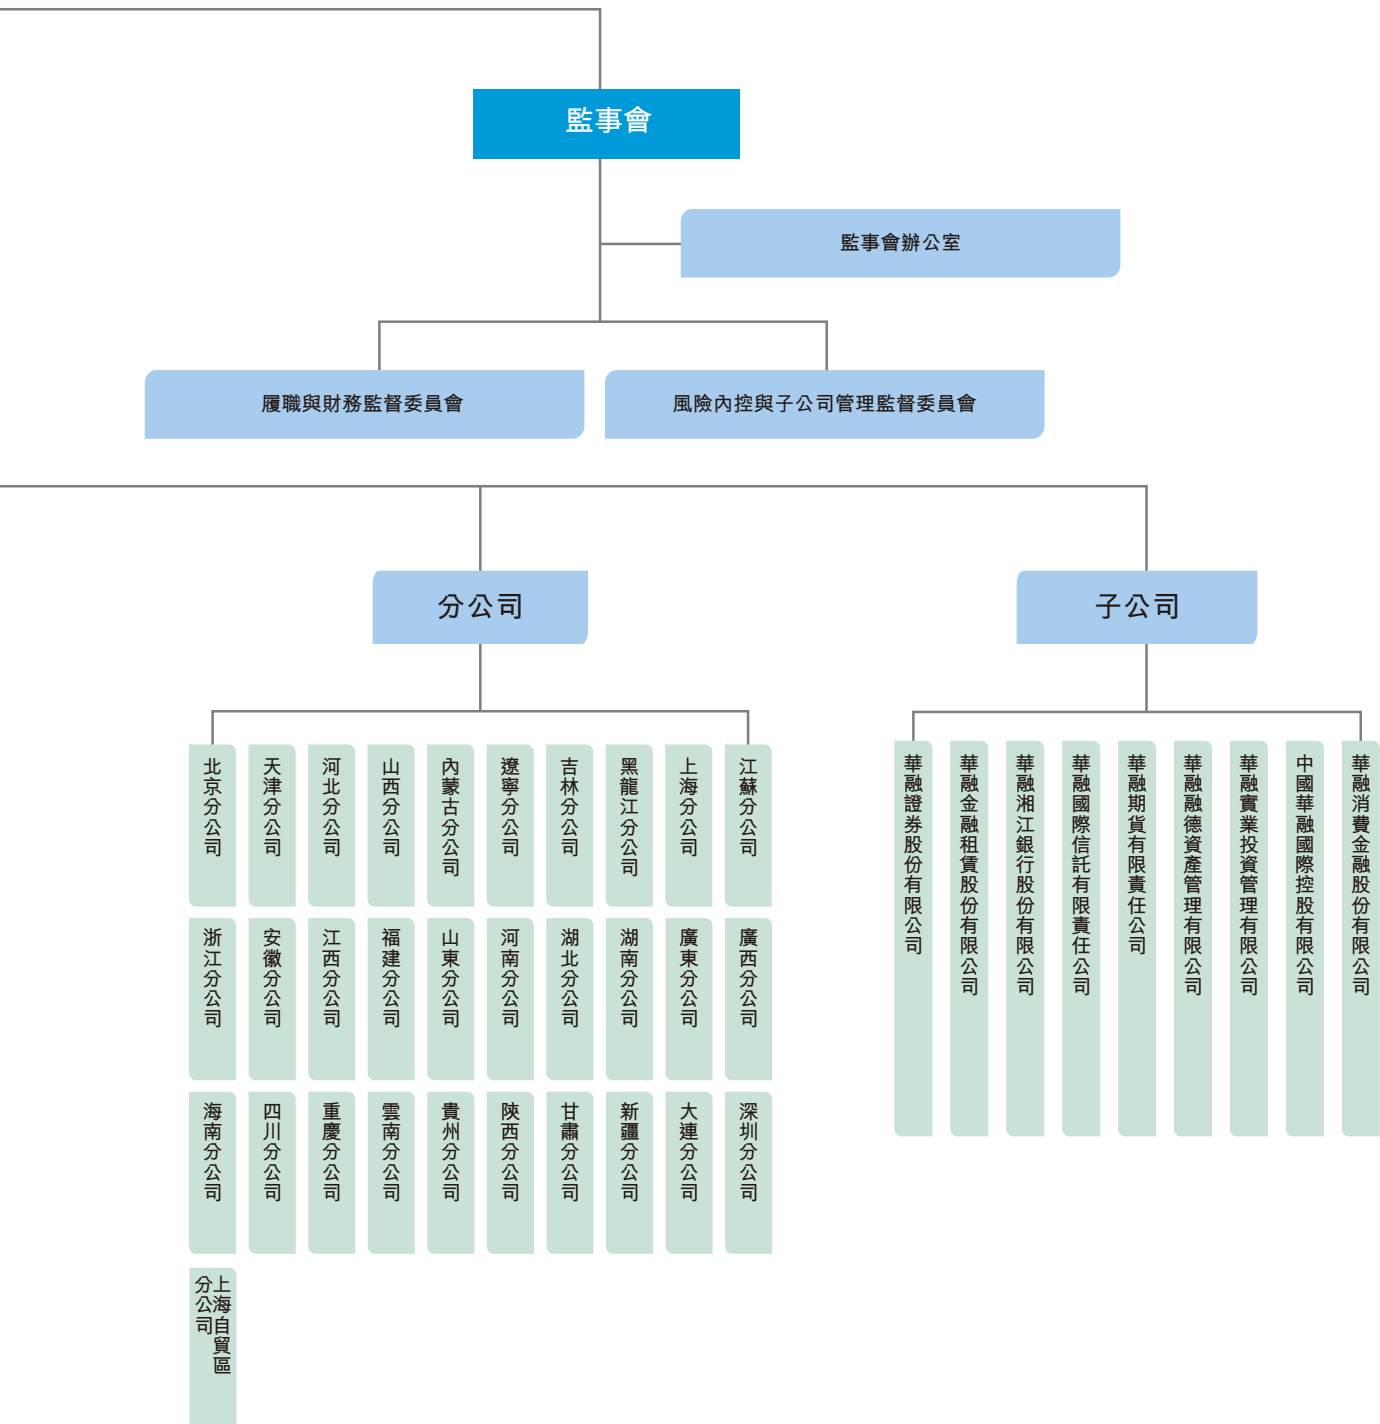 監事會
監事會辦公室
履職與財務監督委員會
風險內控與子公司管理監督委員會
分公司
子公司
北京分公司
天津分公司
河北分公司
山西分公司
內蒙古分公司
遼寧分公司
吉林分公司
黑龍江分公司
上海分公司
江蘇分公司
浙江分公司
安徽分公司
江西分公司
福建分公司
山東分公司
河南分公司
湖北分公司
湖南分公司
廣東分公司
廣西分公司
海南分公司
四川分公司
重慶分公司
雲南分公司
貴州分公司
陝西分公司
甘肅分公司
新疆分公司
大連分公司
深圳分公司
上海自貿區
分公司
華融證券股份有限公司
華融金融租賃股份有限公司
華融湘江銀行股份有限公司
華融國際信託有限責任公司
華融期貨有限責任公司
華融融德資產管理有限公司
華融實業投資管理有限公司
中國華融國際控股有限公司
華融消費金融股份有限公司